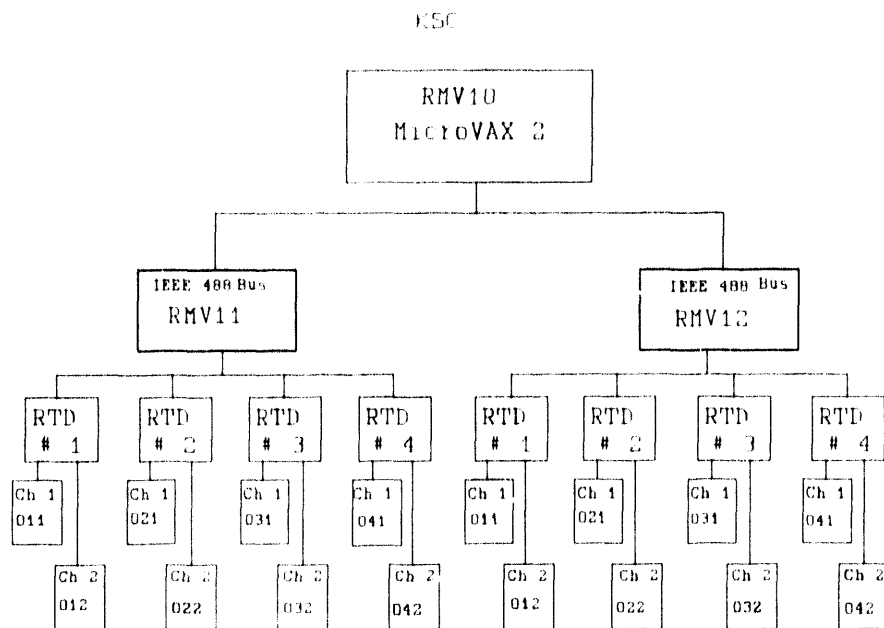 KSC
RMV10
MicroVAX 2
IEEE 488 Bus
RMV11
IEEE 488 Bus
RMV12
RTD
# 1
RTD
# 2
RTD
# 3
RTD
# 4
RTD
# 1
RTD
# 2
RTD
# 3
RTD
# 4
Ch 1
011
Ch 1
021
Ch 1
031
Ch 1
041
Ch 1
011
Ch 1
021
Ch 1
031
Ch 1
041
Ch 2
012
Ch 2
022
Ch 2
032
Ch 2
042
Ch 2
012
Ch 2
022
Ch 2
032
Ch 2
042